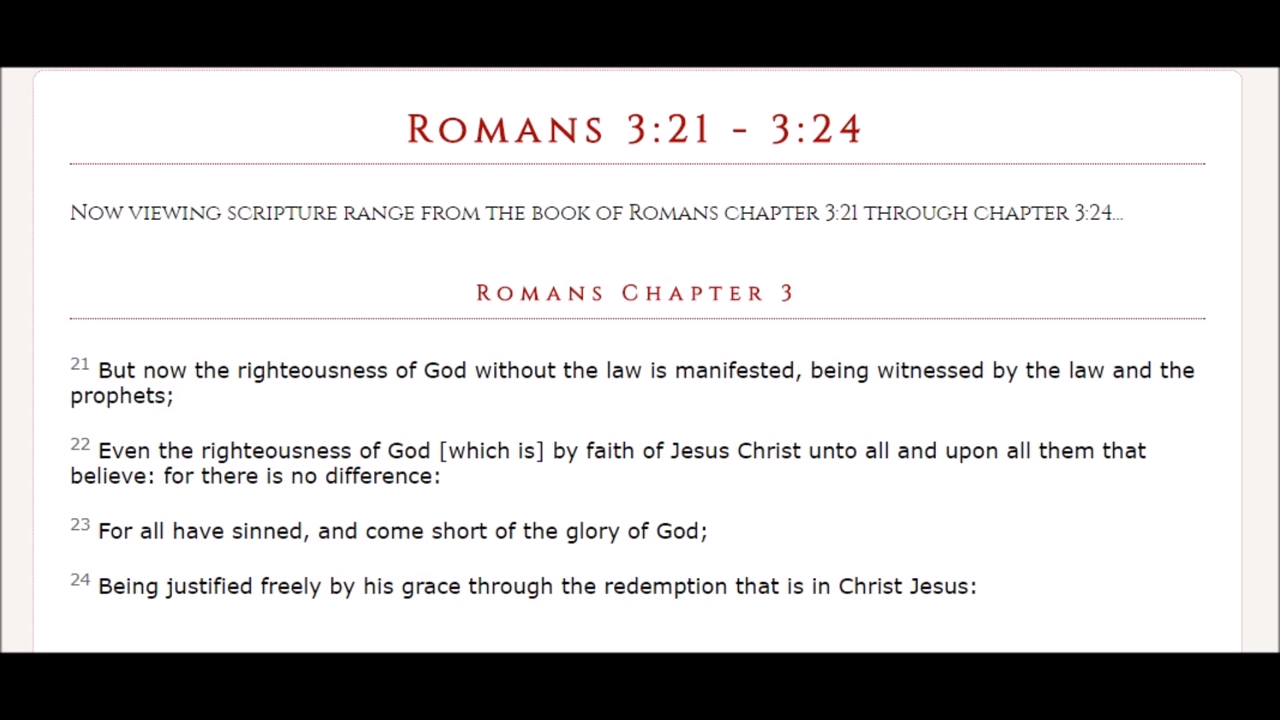 Romans 3:21 - 3:24
Now viewing scripture range from the book of Romans chapter 3:21 through chapter 3:24...
Romans Chapter 3
21 But now the righteousness of God without the law is manifested, being witnessed by the law and the
prophets;
22 Even the righteousness of God [which is] by faith of Jesus Christ unto all and upon all them that
believe: for there is no difference:
23 For all have sinned, and come short of the glory of God;
24 Being justified freely by his grace through the redemption that is in Christ Jesus: